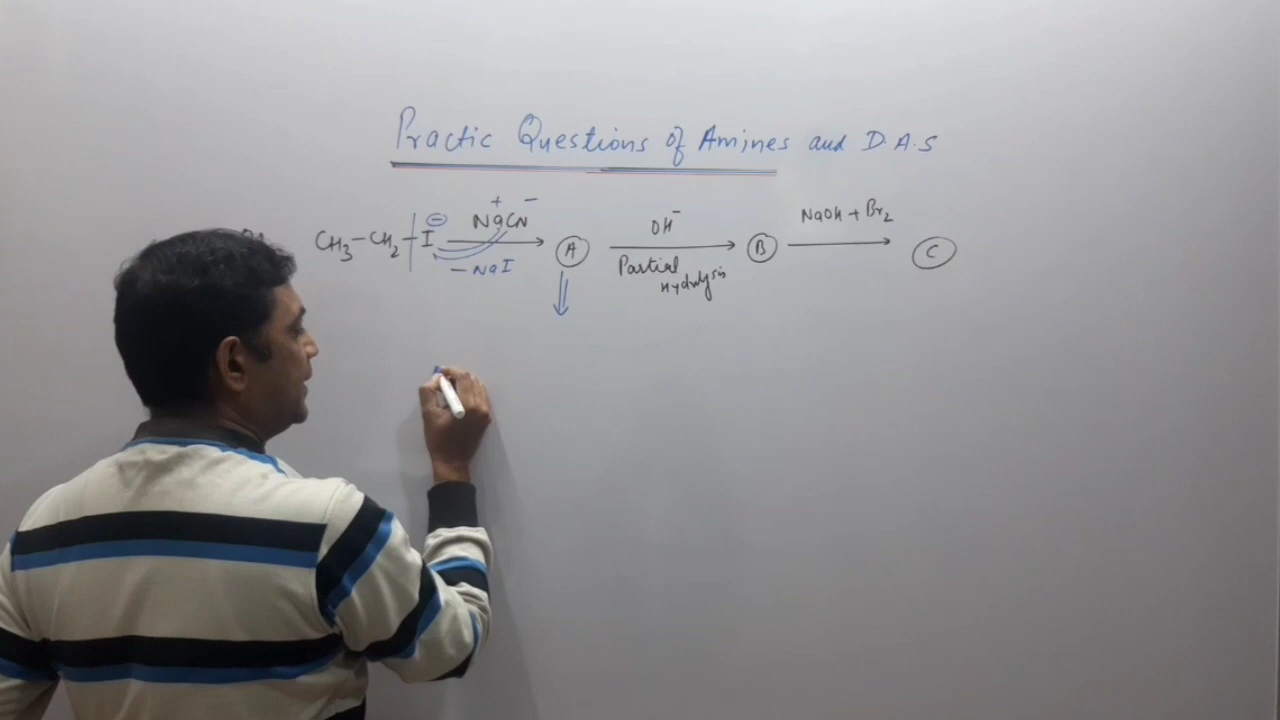 Practic Questions of Amines and D.A.S
CH3-CH2-I ⊖ + - NaCN A OH- B NaOH + Br2 C
- NaI Partial Hydrolysis